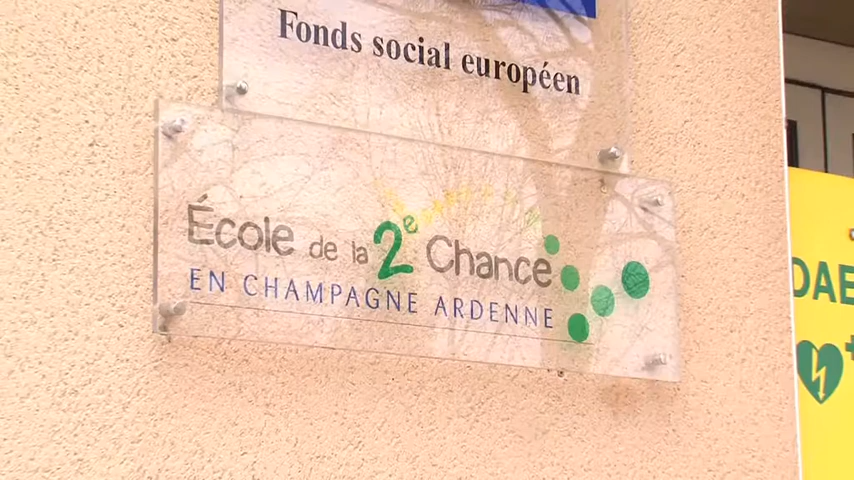 Fonds social européen
École de la 2e Chance
EN CHAMPAGNE ARDENNE
DAE